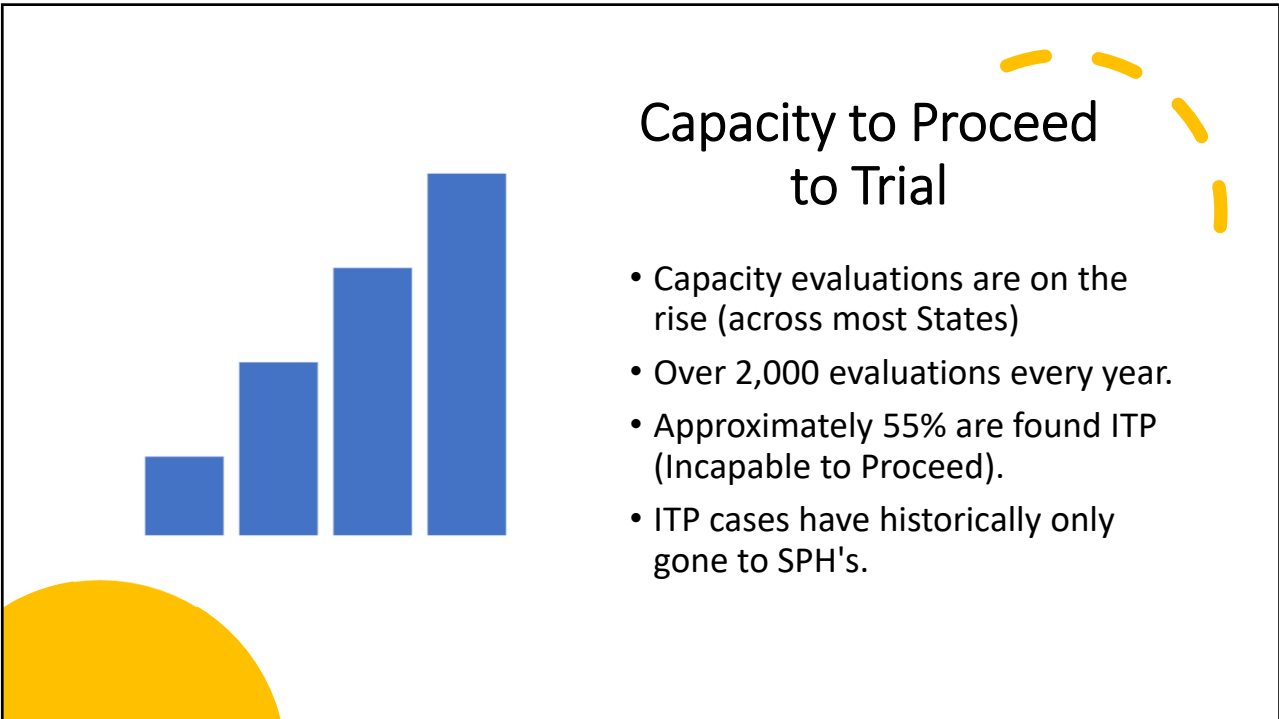 Capacity to Proceed
to Trial
• Capacity evaluations are on the
rise (across most States)
• Over 2,000 evaluations every year.
• Approximately 55% are found ITP
(Incapable to Proceed).
• ITP cases have historically only
gone to SPH's.